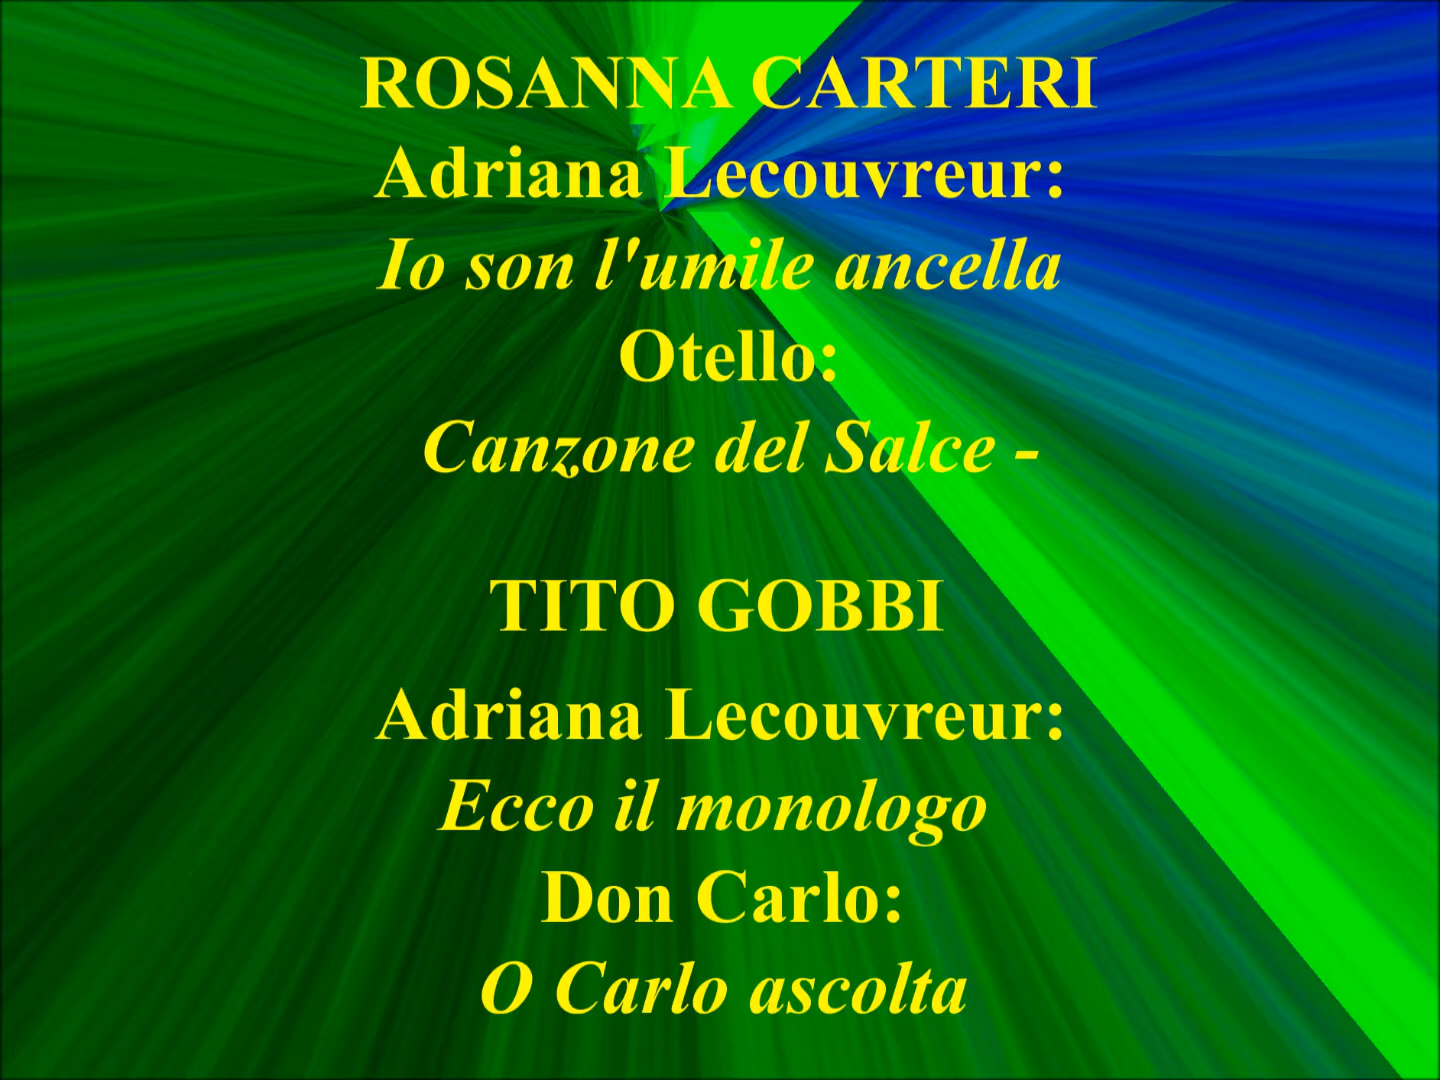 ROSANNA CARTERI
Adriana Lecouvreur:
Io son l'umile ancella
Otello:
Canzone del Salce -
TITO GOBBI
Adriana Lecouvreur:
Ecco il monologo
Don Carlo:
O Carlo ascolta